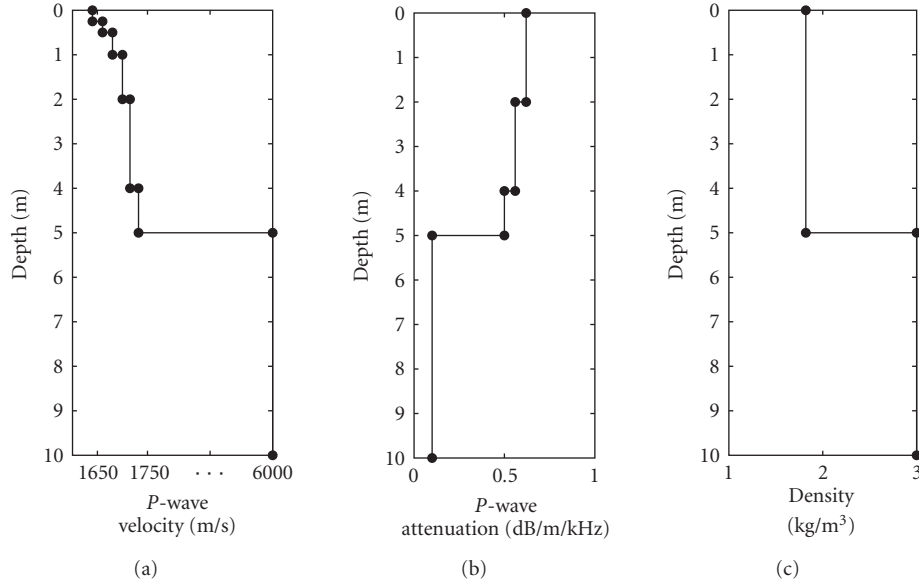 0
1
2
3
4
5
6
7
8
9
10
Depth (m)
1650 1750 · · · 6000
P-wave
velocity (m/s)
(a)
0
1
2
3
4
5
6
7
8
9
10
Depth (m)
0 0.5 1
P-wave
attenuation (dB/m/kHz)
(b)
0
1
2
3
4
5
6
7
8
9
10
Depth (m)
1 2 3
Density
(kg/m³)
(c)